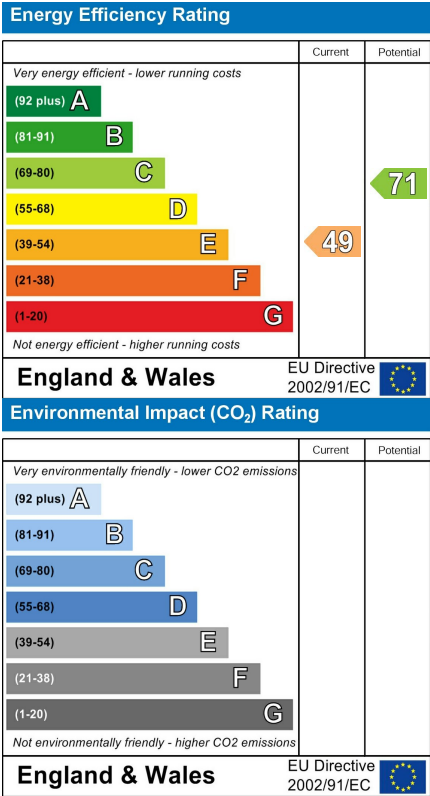 Energy Efficiency Rating
Current Potential
Very energy efficient - lower running costs
(92 plus) A
(81-91) B
(69-80) C
71
(55-68) D
(39-54) E
49
(21-38) F
(1-20) G
Not energy efficient - higher running costs
England & Wales
EU Directive
2002/91/EC
Environmental Impact (CO₂) Rating
Current Potential
Very environmentally friendly - lower CO2 emissions
(92 plus) A
(81-91) B
(69-80) C
(55-68) D
(39-54) E
(21-38) F
(1-20) G
Not environmentally friendly - higher CO2 emissions
England & Wales
EU Directive
2002/91/EC